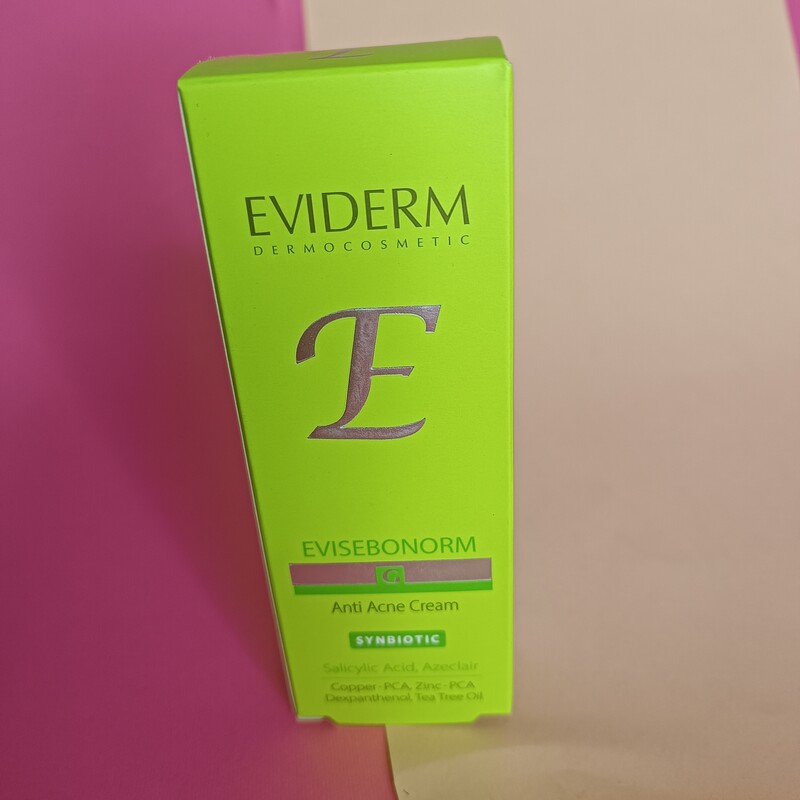 E
EVIDERM
DERMOCOSMETIC
E
EVISEBONORM
G
Anti Acne Cream
SYNBIOTIC
Salicylic Acid, Azeclair
Copper-PCA, Zinc-PCA
Dexpanthenol, Tea Tree Oil